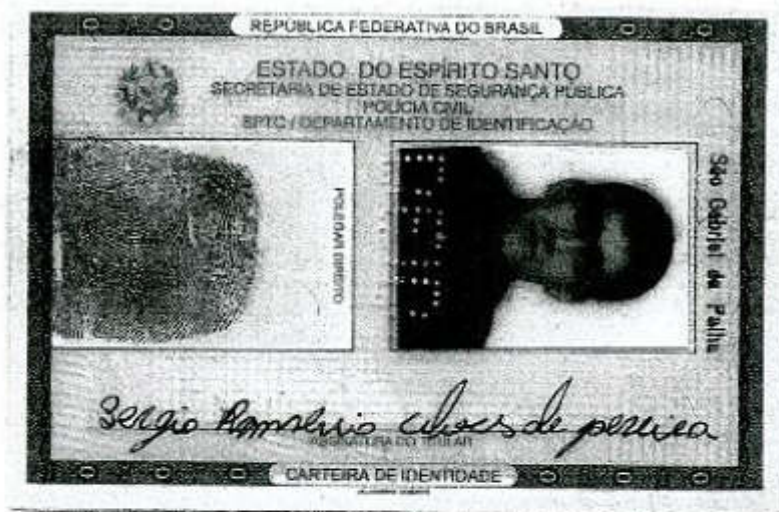 REPÚBLICA FEDERATIVA DO BRASIL
ESTADO DO ESPÍRITO SANTO
SECRETARIA DE ESTADO DE SEGURANÇA PÚBLICA
POLÍCIA CIVIL
SPTC / DEPARTAMENTO DE IDENTIFICAÇÃO
POLEGAR DIREITO
São Gabriel da Palha
Sergio de pereira
ASSINATURA DO TITULAR
CARTEIRA DE IDENTIDADE